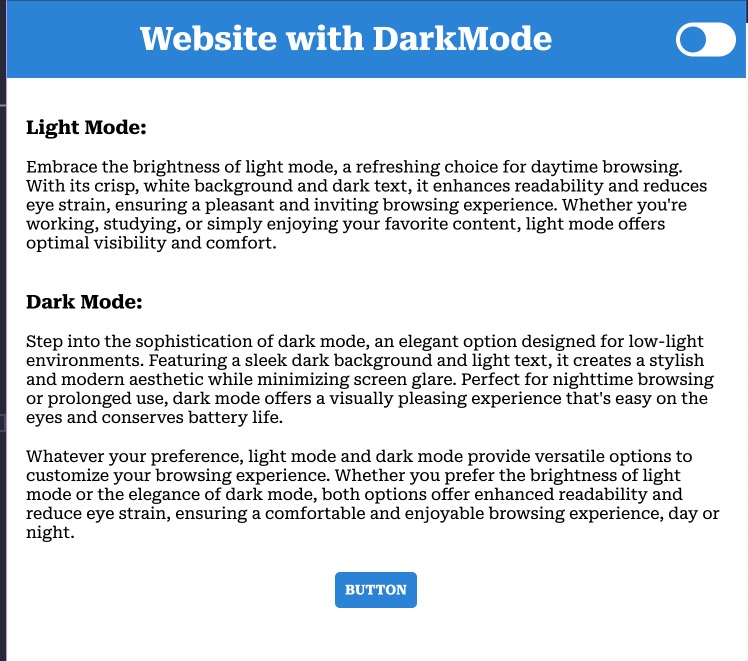 Website with DarkMode
Light Mode:
Embrace the brightness of light mode, a refreshing choice for daytime browsing.
With its crisp, white background and dark text, it enhances readability and reduces
eye strain, ensuring a pleasant and inviting browsing experience. Whether you're
working, studying, or simply enjoying your favorite content, light mode offers
optimal visibility and comfort.
Dark Mode:
Step into the sophistication of dark mode, an elegant option designed for low-light
environments. Featuring a sleek dark background and light text, it creates a stylish
and modern aesthetic while minimizing screen glare. Perfect for nighttime browsing
or prolonged use, dark mode offers a visually pleasing experience that's easy on the
eyes and conserves battery life.
Whatever your preference, light mode and dark mode provide versatile options to
customize your browsing experience. Whether you prefer the brightness of light
mode or the elegance of dark mode, both options offer enhanced readability and
reduce eye strain, ensuring a comfortable and enjoyable browsing experience, day or
night.
BUTTON